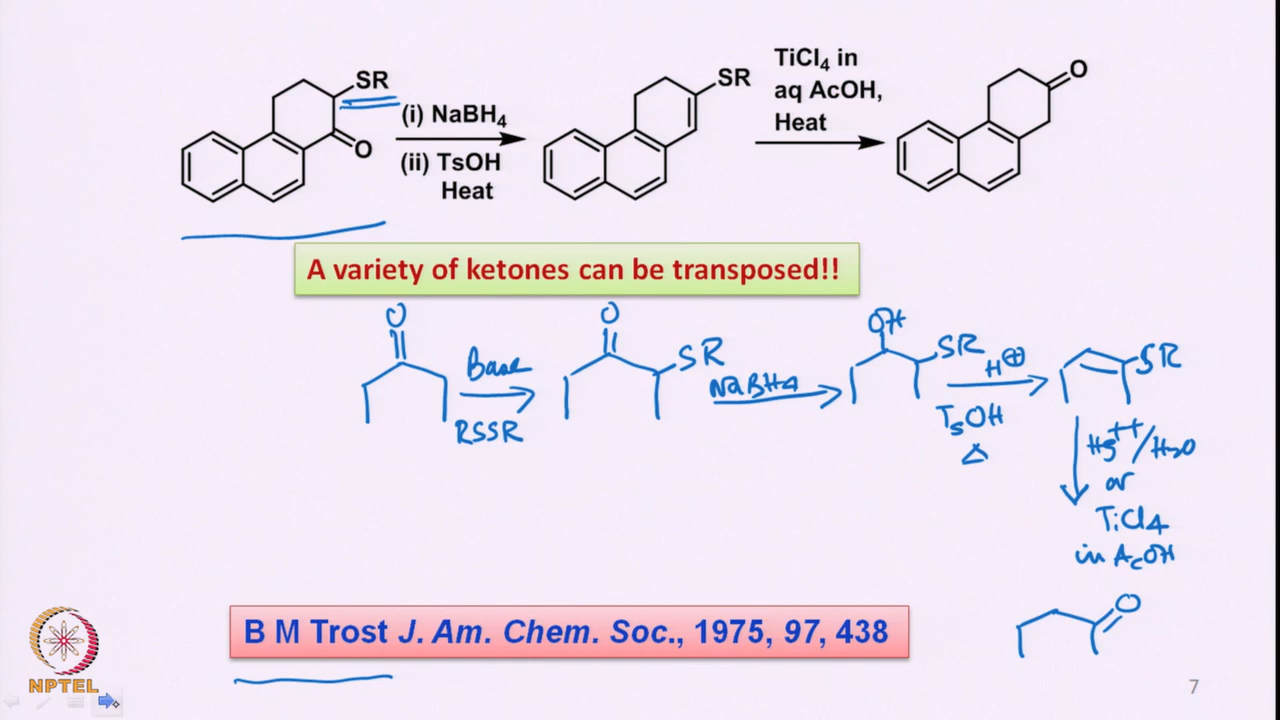 SR
O
(i) NaBH4
(ii) TsOH
Heat
SR
TiCl4 in
aq AcOH,
Heat
O
A variety of ketones can be transposed!!
O
Base
RSSR
O
SR
NaBH4
OH
SR
H⊕
TsOH
Δ
SR
Hg++/H2O
or
TiCl4
in AcOH
O
B M Trost J. Am. Chem. Soc., 1975, 97, 438
NPTEL
7